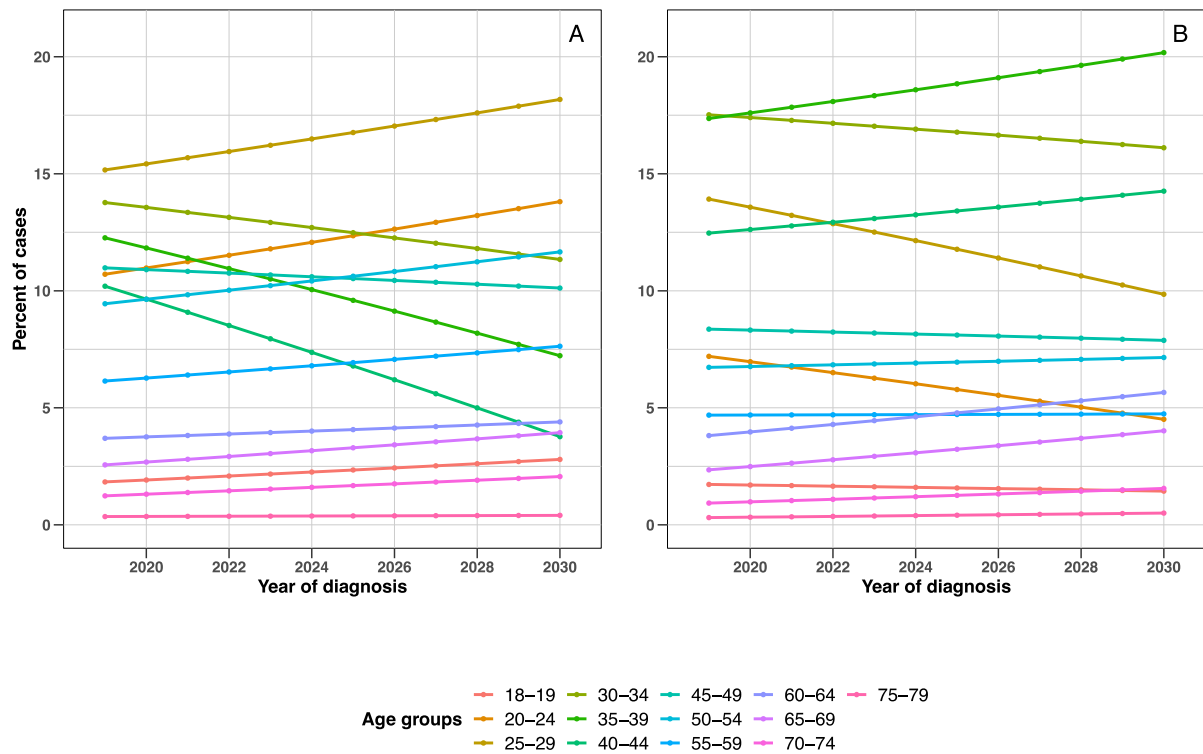 A
B
20
15
10
5
0
Percent of cases
2020 2022 2024 2026 2028 2030
Year of diagnosis
20
15
10
5
0
2020 2022 2024 2026 2028 2030
Year of diagnosis
Age groups
18–19 30–34 45–49 60–64 75–79
20–24 35–39 50–54 65–69
25–29 40–44 55–59 70–74